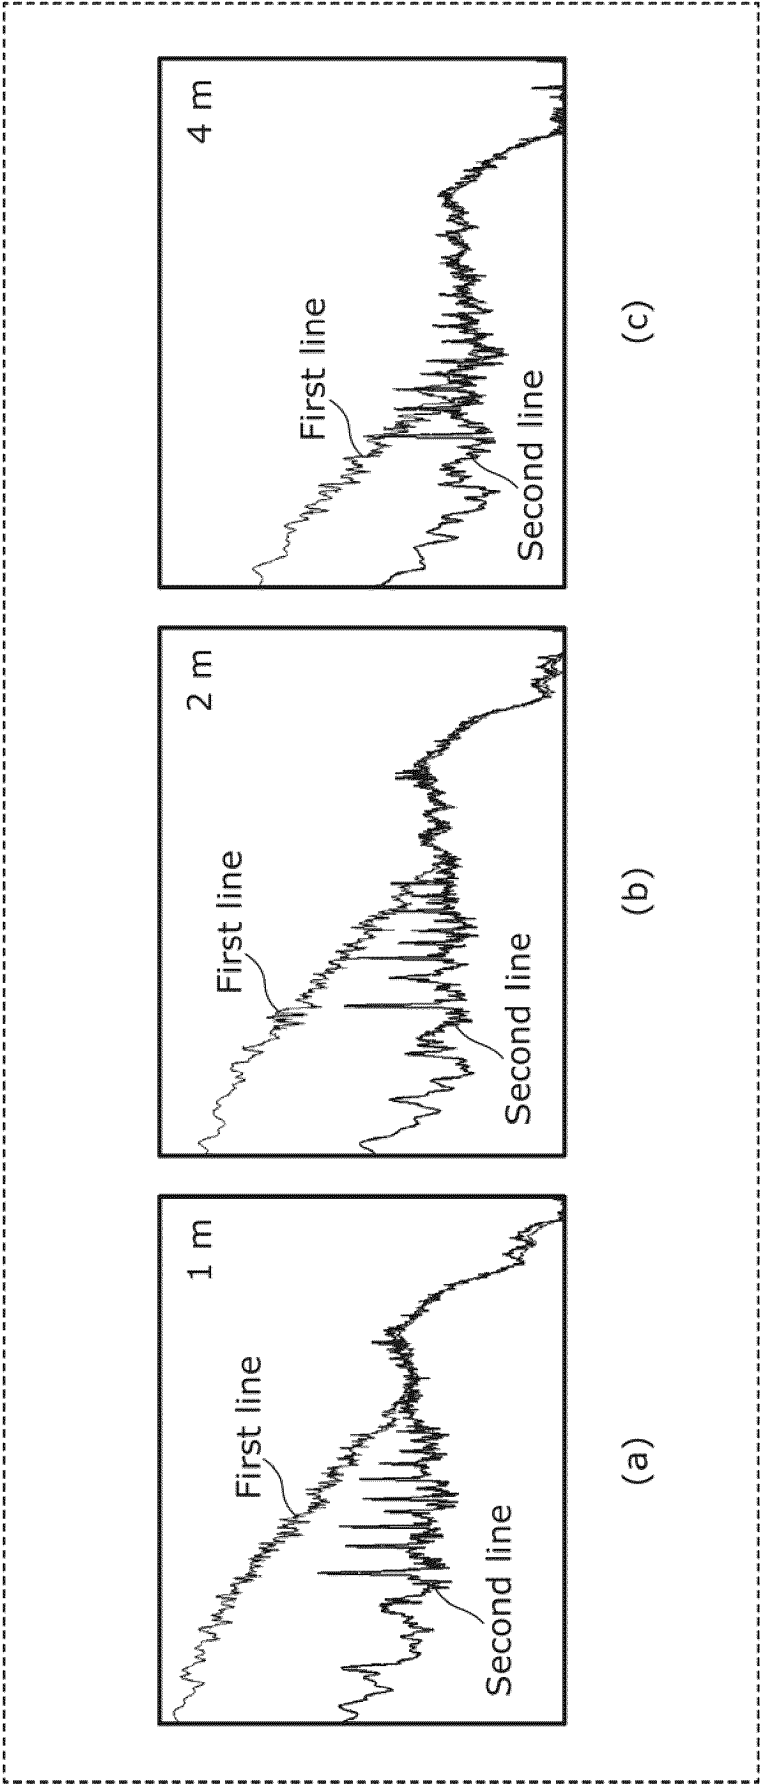 1 m
First line
Second line
(a)
2 m
First line
Second line
(b)
4 m
First line
Second line
(c)